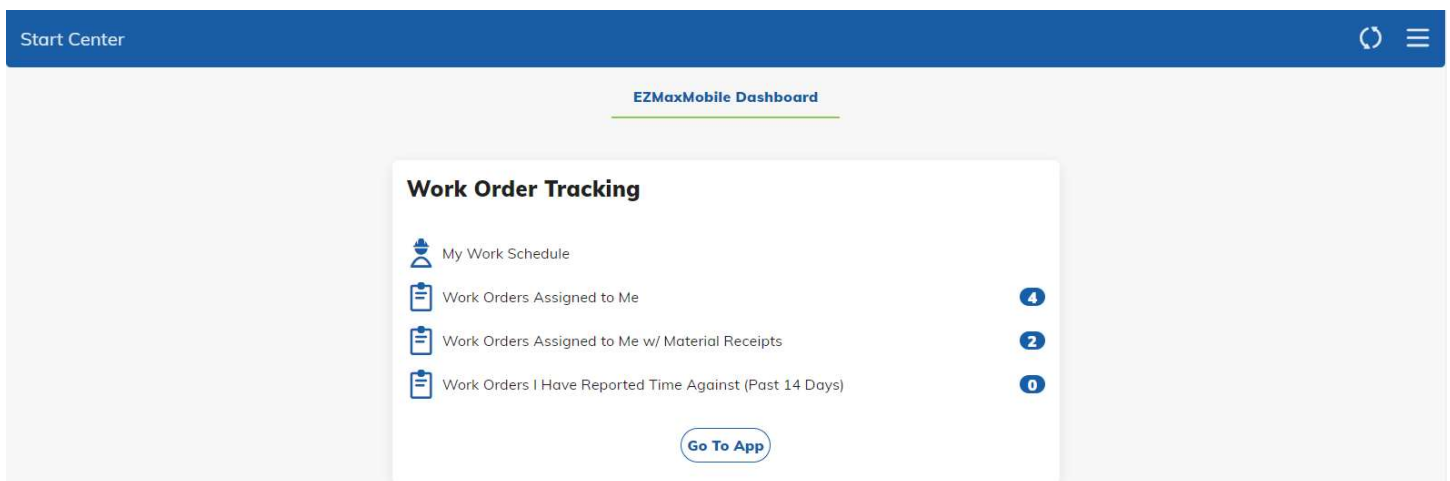 Start Center
EZMaxMobile Dashboard
Work Order Tracking
My Work Schedule
Work Orders Assigned to Me 4
Work Orders Assigned to Me w/ Material Receipts 2
Work Orders I Have Reported Time Against (Past 14 Days) 0
Go To App